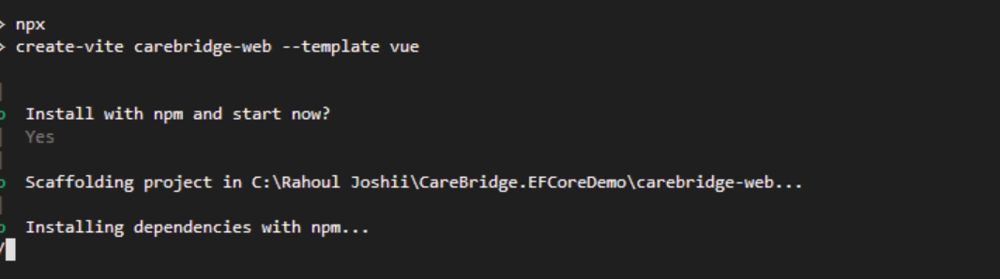 > npx
> create-vite carebridge-web --template vue
Install with npm and start now?
Yes
Scaffolding project in C:\Rahoul Joshii\CareBridge.EFCoreDemo\carebridge-web...
Installing dependencies with npm...
/